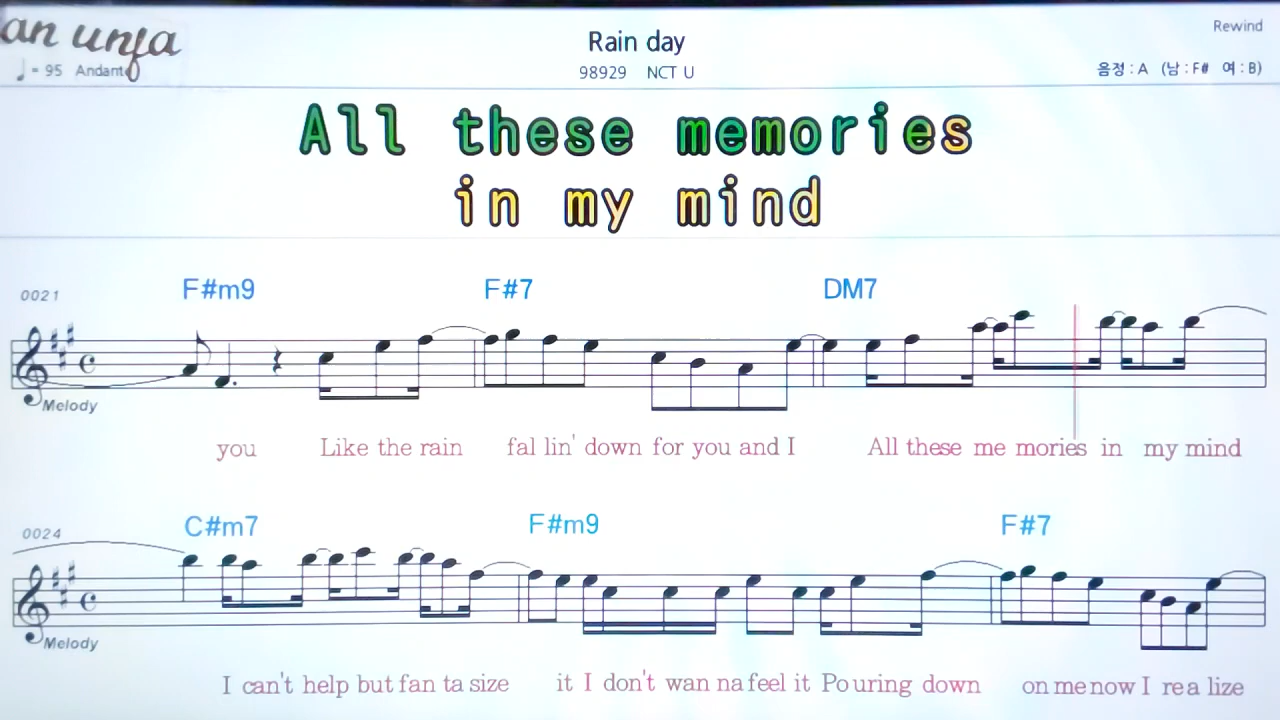 an unfa
Rewind
Rain day
♩= 95 Andante
98929 NCT U
음정 : A (남 : F# 여 : B)
All these memories
in my mind
0021
F#m9 F#7 DM7
Melody
you Like the rain fal lin' down for you and I All these me mories in my mind
0024
C#m7 F#m9 F#7
Melody
I can't help but fan ta size it I don't wan na feel it Po uring down on me now I re a lize